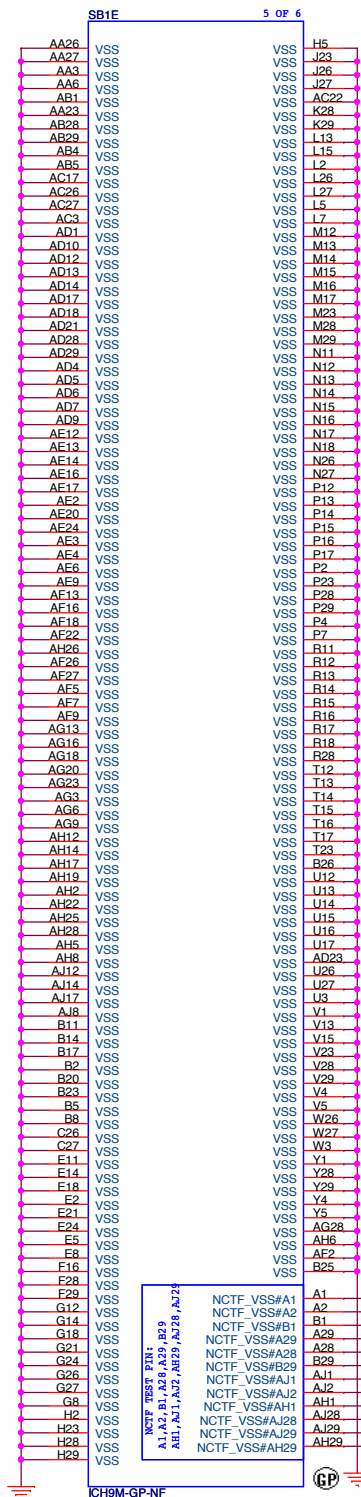 SB1E 5 OF 6
AA26 VSS VSS H5
AA27 VSS VSS J23
AA3 VSS VSS J26
AA6 VSS VSS J27
AB1 VSS VSS AC22
AA23 VSS VSS K28
AB28 VSS VSS K29
AB29 VSS VSS L13
AB4 VSS VSS L15
AB5 VSS VSS L2
AC17 VSS VSS L26
AC26 VSS VSS L27
AC27 VSS VSS L5
AC3 VSS VSS L7
AD1 VSS VSS M12
AD10 VSS VSS M13
AD12 VSS VSS M14
AD13 VSS VSS M15
AD14 VSS VSS M16
AD17 VSS VSS M17
AD18 VSS VSS M23
AD21 VSS VSS M28
AD28 VSS VSS M29
AD29 VSS VSS N11
AD4 VSS VSS N12
AD5 VSS VSS N13
AD6 VSS VSS N14
AD7 VSS VSS N15
AD9 VSS VSS N16
AE12 VSS VSS N17
AE13 VSS VSS N18
AE14 VSS VSS N26
AE16 VSS VSS N27
AE17 VSS VSS P12
AE2 VSS VSS P13
AE20 VSS VSS P14
AE24 VSS VSS P15
AE3 VSS VSS P16
AE4 VSS VSS P17
AE6 VSS VSS P2
AE9 VSS VSS P23
AF13 VSS VSS P28
AF16 VSS VSS P29
AF18 VSS VSS P4
AF22 VSS VSS P7
AH26 VSS VSS R11
AF26 VSS VSS R12
AF27 VSS VSS R13
AF5 VSS VSS R14
AF7 VSS VSS R15
AF9 VSS VSS R16
AG13 VSS VSS R17
AG16 VSS VSS R18
AG18 VSS VSS R28
AG20 VSS VSS T12
AG23 VSS VSS T13
AG3 VSS VSS T14
AG6 VSS VSS T15
AG9 VSS VSS T16
AH12 VSS VSS T17
AH14 VSS VSS T23
AH17 VSS VSS B26
AH19 VSS VSS U12
AH2 VSS VSS U13
AH22 VSS VSS U14
AH25 VSS VSS U15
AH28 VSS VSS U16
AH5 VSS VSS U17
AH8 VSS VSS AD23
AJ12 VSS VSS U26
AJ14 VSS VSS U27
AJ17 VSS VSS U3
AJ8 VSS VSS V1
B11 VSS VSS V13
B14 VSS VSS V15
B17 VSS VSS V23
B2 VSS VSS V28
B20 VSS VSS V29
B23 VSS VSS V4
B5 VSS VSS V5
B8 VSS VSS W26
C26 VSS VSS W27
C27 VSS VSS W3
E11 VSS VSS Y1
E14 VSS VSS Y28
E18 VSS VSS Y29
E2 VSS VSS Y4
E21 VSS VSS Y5
E24 VSS VSS AG28
E5 VSS VSS AH6
E8 VSS VSS AF2
F16 VSS VSS B25
F28 VSS
F29 VSS NCTF_VSS#A1 A1
G12 VSS NCTF_VSS#A2 A2
G14 VSS NCTF_VSS#B1 B1
G18 VSS NCTF_VSS#A29 A29
G21 VSS NCTF_VSS#A28 A28
G24 VSS NCTF_VSS#B29 B29
G26 VSS NCTF_VSS#AJ1 AJ1
G27 VSS NCTF_VSS#AJ2 AJ2
G8 VSS NCTF_VSS#AH1 AH1
H2 VSS NCTF_VSS#AJ28 AJ28
H23 VSS NCTF_VSS#AJ29 AJ29
H28 VSS NCTF_VSS#AH29 AH29
H29 VSS
NCTF TEST PIN:
A1,A2,B1,A28,A29,B29
AH1,AJ1,AJ2,AH29,AJ28,AJ29
ICH9M-GP-NF
GP